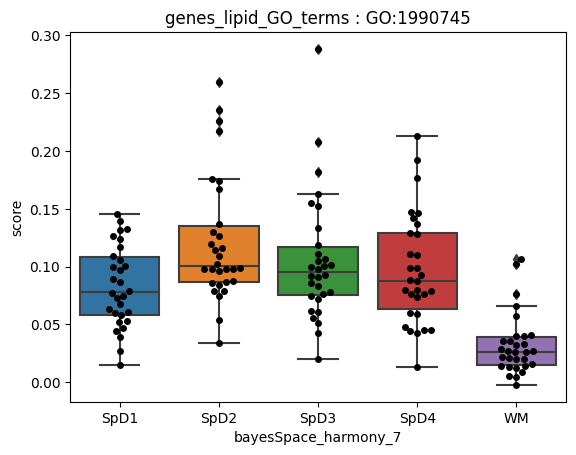 genes_lipid_GO_terms : GO:1990745
0.30
0.25
0.20
0.15
0.10
0.05
0.00
score
SpD1 SpD2 SpD3 SpD4 WM
bayesSpace_harmony_7